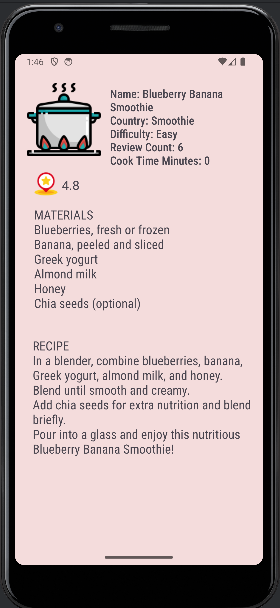 1:46
Name: Blueberry Banana
Smoothie
Country: Smoothie
Difficulty: Easy
Review Count: 6
Cook Time Minutes: 0
4.8
MATERIALS
Blueberries, fresh or frozen
Banana, peeled and sliced
Greek yogurt
Almond milk
Honey
Chia seeds (optional)
RECIPE
In a blender, combine blueberries, banana,
Greek yogurt, almond milk, and honey.
Blend until smooth and creamy.
Add chia seeds for extra nutrition and blend
briefly.
Pour into a glass and enjoy this nutritious
Blueberry Banana Smoothie!